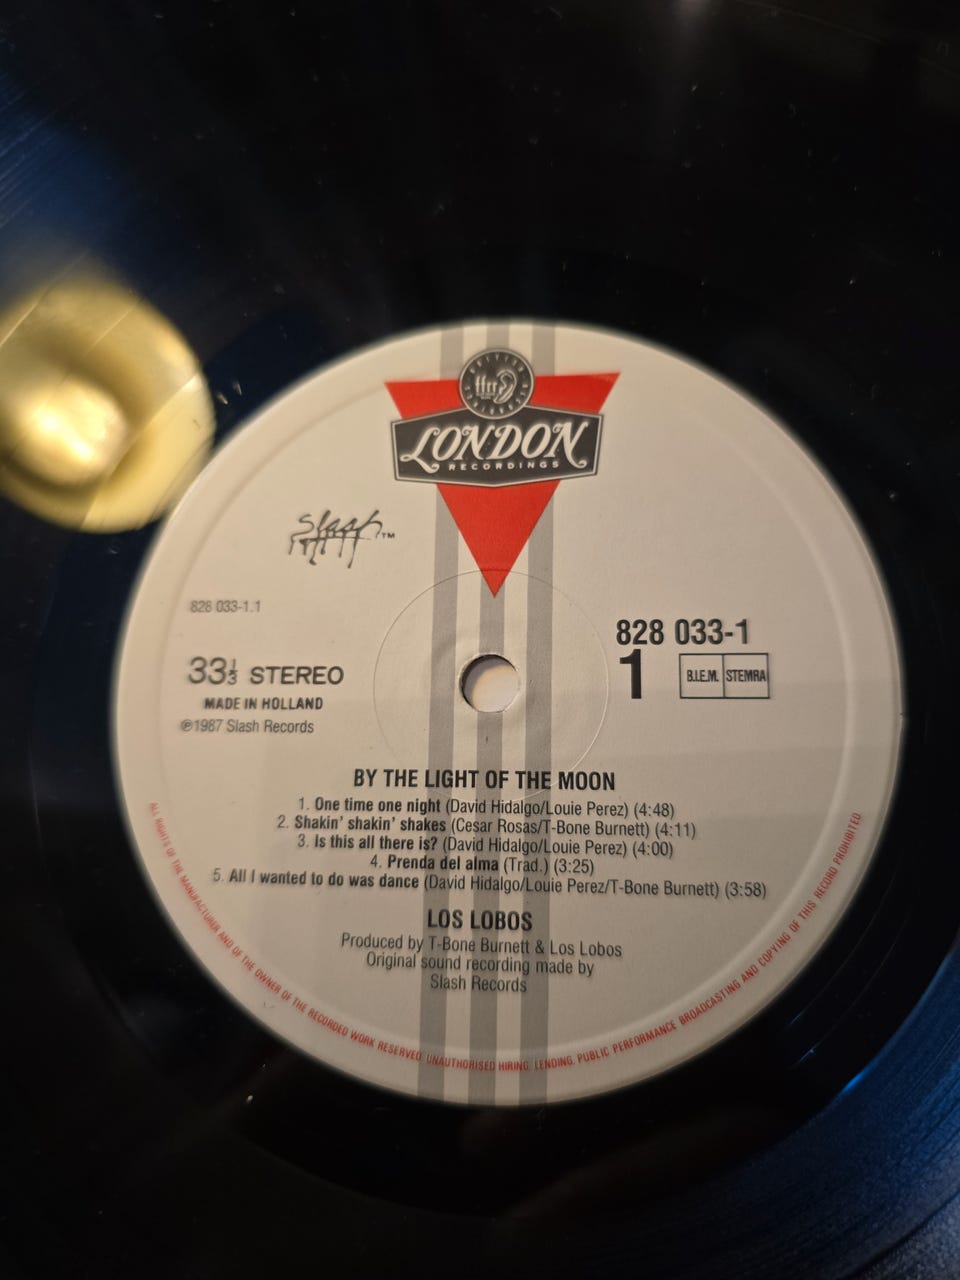 ffrr
LONDON
RECORDINGS
Slash™
828 033-1.1
33⅓ STEREO
MADE IN HOLLAND
℗1987 Slash Records
828 033-1
1
B.I.E.M. STEMRA
BY THE LIGHT OF THE MOON
1. One time one night (David Hidalgo/Louie Perez) (4:48)
2. Shakin' shakin' shakes (Cesar Rosas/T-Bone Burnett) (4:11)
3. Is this all there is? (David Hidalgo/Louie Perez) (4:00)
4. Prenda del alma (Trad.) (3:25)
5. All I wanted to do was dance (David Hidalgo/Louie Perez/T-Bone Burnett) (3:58)
LOS LOBOS
Produced by T-Bone Burnett & Los Lobos
Original sound recording made by
Slash Records
ALL RIGHTS OF THE MANUFACTURER AND OF THE OWNER OF THE RECORDED WORK RESERVED. UNAUTHORISED HIRING, LENDING, PUBLIC PERFORMANCE BROADCASTING AND COPYING OF THIS RECORD PROHIBITED